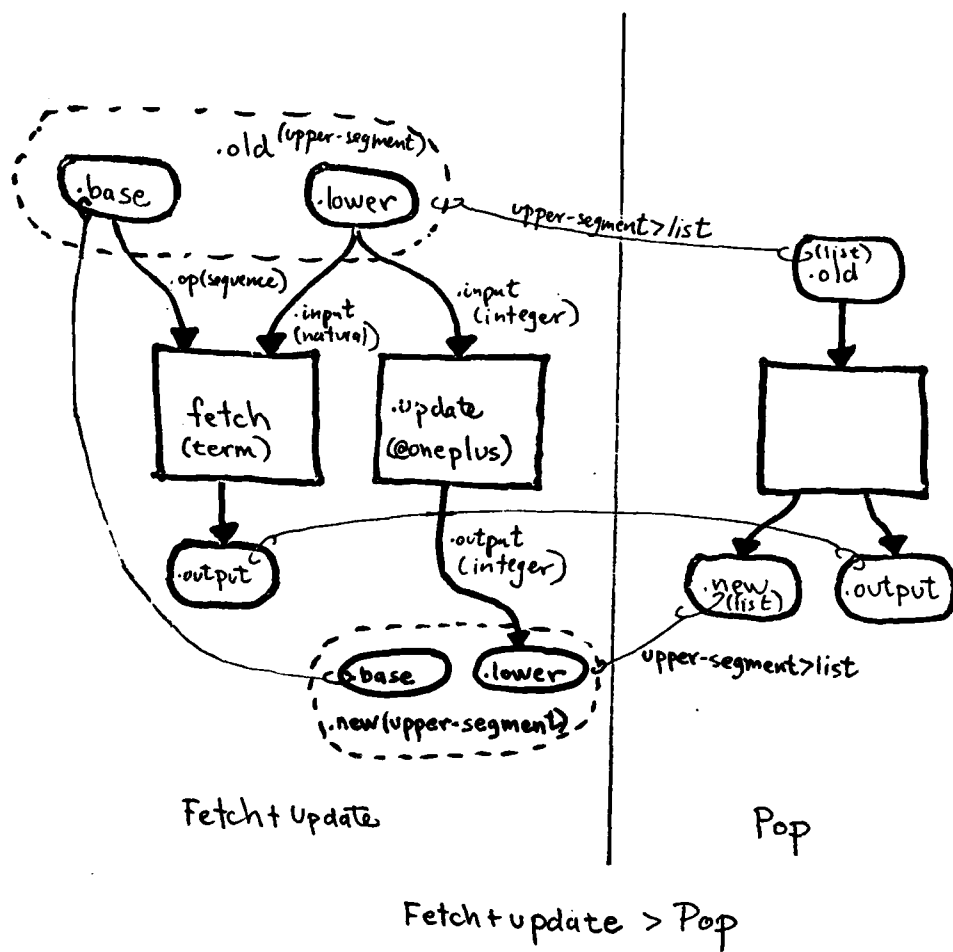 .old (upper-segment)
.base
.lower
upper-segment>list
(list)
.old
.op(sequence)
.input
(natural)
.input
(integer)
fetch
(term)
.update
(@oneplus)
.output
.output
(integer)
.new
(list)
.output
.base
.lower
upper-segment>list
.new(upper-segment)
Fetch+update
Pop
Fetch+update > Pop